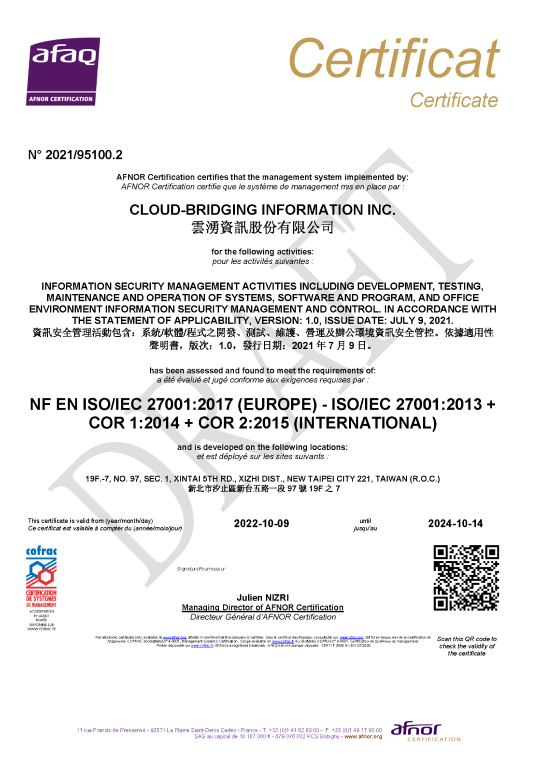 afaq
AFNOR CERTIFICATION
Certificat
Certificate
N° 2021/95100.2
AFNOR Certification certifies that the management system implemented by:
AFNOR Certification certifie que le système de management mis en place par :
CLOUD-BRIDGING INFORMATION INC.
雲湧資訊股份有限公司
for the following activities:
pour les activités suivantes :
INFORMATION SECURITY MANAGEMENT ACTIVITIES INCLUDING DEVELOPMENT, TESTING,
MAINTENANCE AND OPERATION OF SYSTEMS, SOFTWARE AND PROGRAM, AND OFFICE
ENVIRONMENT INFORMATION SECURITY MANAGEMENT AND CONTROL. IN ACCORDANCE WITH
THE STATEMENT OF APPLICABILITY, VERSION: 1.0, ISSUE DATE: JULY 9, 2021.
資訊安全管理活動包含：系統/軟體/程式之開發、測試、維護、營運及辦公環境資訊安全管控。依據適用性
聲明書，版次：1.0，發行日期：2021 年 7 月 9 日。
DRAFT
has been assessed and found to meet the requirements of:
a été évalué et jugé conforme aux exigences requises par :
NF EN ISO/IEC 27001:2017 (EUROPE) - ISO/IEC 27001:2013 +
COR 1:2014 + COR 2:2015 (INTERNATIONAL)
and is developed on the following locations:
et est déployé sur les sites suivants :
19F.-7, NO. 97, SEC. 1, XINTAI 5TH RD., XIZHI DIST., NEW TAIPEI CITY 221, TAIWAN (R.O.C.)
新北市汐止區新台五路一段 97 號 19F 之 7
This certificate is valid from (year/month/day)
Ce certificat est valable à compter du (année/mois/jour)
2022-10-09
until
jusqu'au
2024-10-14
cofrac
CERTIFICATION
DE SYSTEMES
DE MANAGEMENT
SignatureFournisseur
Julien NIZRI
Managing Director of AFNOR Certification
Directeur Général d'AFNOR Certification
Scan this QR code to
check the validity of
the certificate
11 rue Francis de Pressensé - 93571 La Plaine Saint-Denis Cedex - France - T. +33 (0)1 41 62 80 00 - F. +33 (0)1 49 17 90 00
SAS au capital de 18 187 000 € - 479 076 002 RCS Bobigny - www.afnor.org
afnor
CERTIFICATION